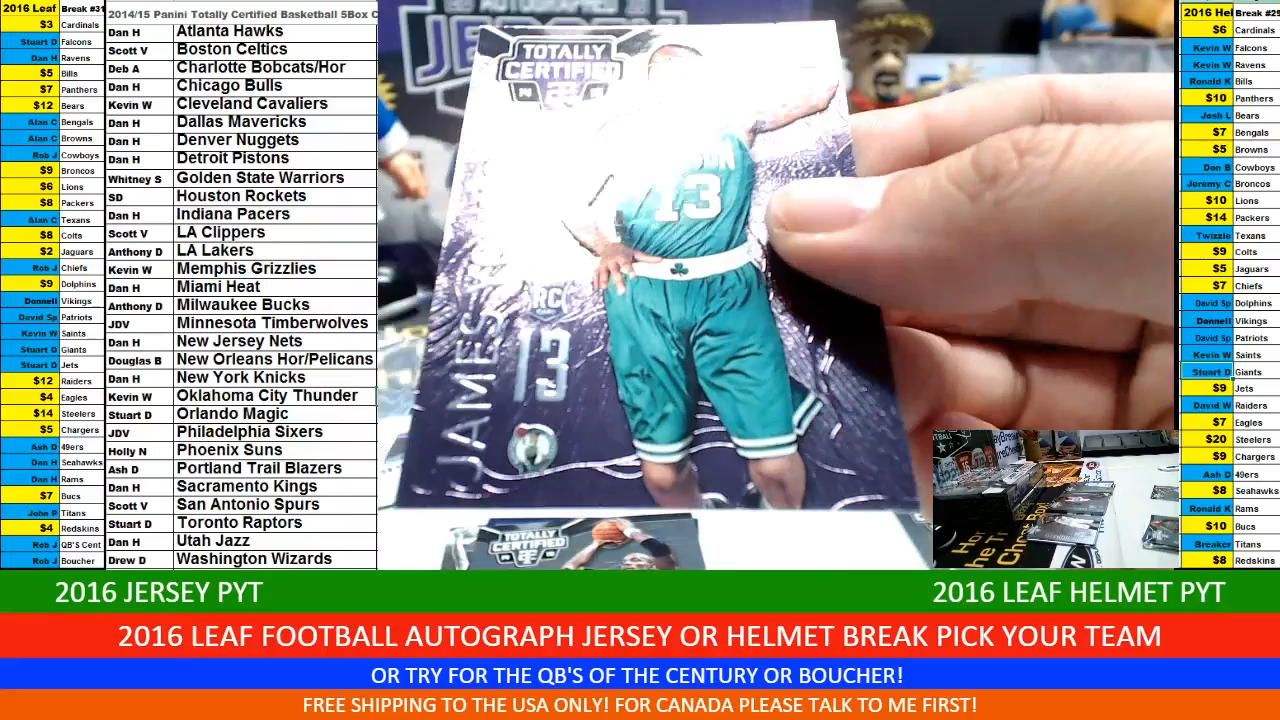 2016 Leaf Break #31
$3 Cardinals
Stuart D Falcons
Dan H Ravens
$5 Bills
$7 Panthers
$12 Bears
Alan C Bengals
Alan C Browns
Rob J Cowboys
$9 Broncos
$6 Lions
$8 Packers
Alan C Texans
$8 Colts
$2 Jaguars
Rob J Chiefs
$9 Dolphins
Donnell Vikings
David Sp Patriots
Kevin W Saints
Stuart D Giants
Stuart D Jets
$12 Raiders
$4 Eagles
$14 Steelers
$5 Chargers
Ash D 49ers
Dan H Seahawks
Dan H Rams
$7 Bucs
John P Titans
$4 Redskins
Rob J QB'S Cent
Rob J Boucher
2014/15 Panini Totally Certified Basketball 5Box C
Dan H Atlanta Hawks
Scott V Boston Celtics
Deb A Charlotte Bobcats/Hor
Dan H Chicago Bulls
Kevin W Cleveland Cavaliers
Dan H Dallas Mavericks
Dan H Denver Nuggets
Dan H Detroit Pistons
Whitney S Golden State Warriors
SD Houston Rockets
Dan H Indiana Pacers
Scott V LA Clippers
Anthony D LA Lakers
Kevin W Memphis Grizzlies
Dan H Miami Heat
Anthony D Milwaukee Bucks
JDV Minnesota Timberwolves
Dan H New Jersey Nets
Douglas B New Orleans Hor/Pelicans
Dan H New York Knicks
Kevin W Oklahoma City Thunder
Stuart D Orlando Magic
JDV Philadelphia Sixers
Holly N Phoenix Suns
Ash D Portland Trail Blazers
Dan H Sacramento Kings
Scott V San Antonio Spurs
Stuart D Toronto Raptors
Dan H Utah Jazz
Drew D Washington Wizards
JERSEY
TOTALLY
CERTIFIED
13
JAMES
RC
13
TOTALLY
CERTIFIED
2016 Hel Break #29
$6 Cardinals
Kevin W Falcons
Kevin W Ravens
Ronald K Bills
$10 Panthers
Josh L Bears
$7 Bengals
$5 Browns
Don B Cowboys
Jeremy C Broncos
$10 Lions
$14 Packers
Twizzle Texans
$9 Colts
$5 Jaguars
$7 Chiefs
David Sp Dolphins
Donnell Vikings
David Sp Patriots
Kevin W Saints
Stuart D Giants
$9 Jets
David W Raiders
$7 Eagles
$20 Steelers
$9 Chargers
Ash D 49ers
$8 Seahawks
Ronald K Rams
$10 Bucs
Breaker Titans
$8 Redskins
2016 JERSEY PYT
2016 LEAF HELMET PYT
2016 LEAF FOOTBALL AUTOGRAPH JERSEY OR HELMET BREAK PICK YOUR TEAM
OR TRY FOR THE QB'S OF THE CENTURY OR BOUCHER!
FREE SHIPPING TO THE USA ONLY! FOR CANADA PLEASE TALK TO ME FIRST!